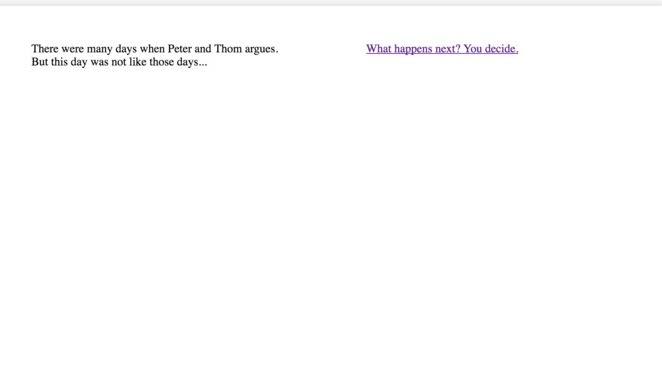 There were many days when Peter and Thom argues.
But this day was not like those days...
What happens next? You decide.